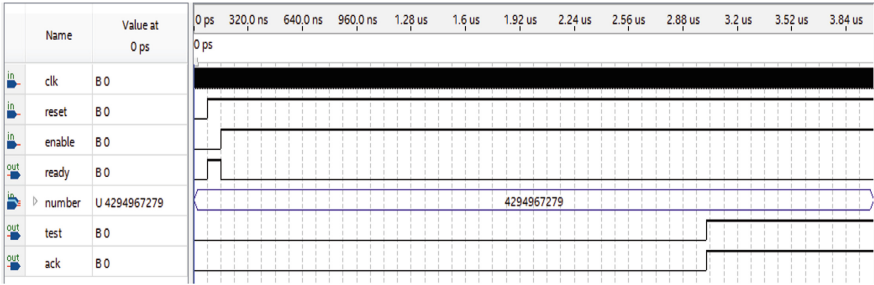 Name Value at 0 ps 0 ps 320.0 ns 640.0 ns 960.0 ns 1.28 us 1.6 us 1.92 us 2.24 us 2.56 us 2.88 us 3.2 us 3.52 us 3.84 us
0 ps
in clk B 0
in reset B 0
in enable B 0
out ready B 0
in number U 4294967279 4294967279
out test B 0
out ack B 0